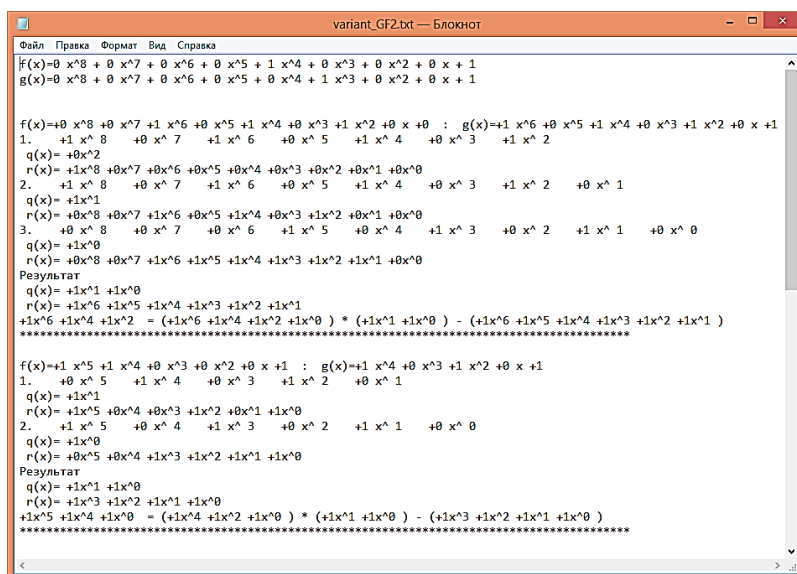 variant_GF2.txt — Блокнот
Файл Правка Формат Вид Справка
f(x)=0 x^8 + 0 x^7 + 0 x^6 + 0 x^5 + 1 x^4 + 0 x^3 + 0 x^2 + 0 x + 1
g(x)=0 x^8 + 0 x^7 + 0 x^6 + 0 x^5 + 0 x^4 + 1 x^3 + 0 x^2 + 0 x + 1
f(x)=+0 x^8 +0 x^7 +1 x^6 +0 x^5 +1 x^4 +0 x^3 +1 x^2 +0 x +0 : g(x)=+1 x^6 +0 x^5 +1 x^4 +0 x^3 +1 x^2 +0 x +1
1. +1 x^ 8 +0 x^ 7 +1 x^ 6 +0 x^ 5 +1 x^ 4 +0 x^ 3 +1 x^ 2
q(x)= +0x^2
r(x)= +1x^8 +0x^7 +0x^6 +0x^5 +0x^4 +0x^3 +0x^2 +0x^1 +0x^0
2. +1 x^ 8 +0 x^ 7 +1 x^ 6 +0 x^ 5 +1 x^ 4 +0 x^ 3 +1 x^ 2 +0 x^ 1
q(x)= +1x^1
r(x)= +0x^8 +0x^7 +1x^6 +0x^5 +1x^4 +0x^3 +1x^2 +0x^1 +0x^0
3. +0 x^ 8 +0 x^ 7 +0 x^ 6 +1 x^ 5 +0 x^ 4 +1 x^ 3 +0 x^ 2 +1 x^ 1 +0 x^ 0
q(x)= +1x^0
r(x)= +0x^8 +0x^7 +1x^6 +1x^5 +1x^4 +1x^3 +1x^2 +1x^1 +0x^0
Результат
q(x)= +1x^1 +1x^0
r(x)= +1x^6 +1x^5 +1x^4 +1x^3 +1x^2 +1x^1
+1x^6 +1x^4 +1x^2 = (+1x^6 +1x^4 +1x^2 +1x^0 ) * (+1x^1 +1x^0 ) - (+1x^6 +1x^5 +1x^4 +1x^3 +1x^2 +1x^1 )
*******************************************************************************************
f(x)=+1 x^5 +1 x^4 +0 x^3 +0 x^2 +0 x +1 : g(x)=+1 x^4 +0 x^3 +1 x^2 +0 x +1
1. +0 x^ 5 +1 x^ 4 +0 x^ 3 +1 x^ 2 +0 x^ 1
q(x)= +1x^1
r(x)= +1x^5 +0x^4 +0x^3 +1x^2 +0x^1 +1x^0
2. +1 x^ 5 +0 x^ 4 +1 x^ 3 +0 x^ 2 +1 x^ 1 +0 x^ 0
q(x)= +1x^0
r(x)= +0x^5 +0x^4 +1x^3 +1x^2 +1x^1 +1x^0
Результат
q(x)= +1x^1 +1x^0
r(x)= +1x^3 +1x^2 +1x^1 +1x^0
+1x^5 +1x^4 +1x^0 = (+1x^4 +1x^2 +1x^0 ) * (+1x^1 +1x^0 ) - (+1x^3 +1x^2 +1x^1 +1x^0 )
*******************************************************************************************